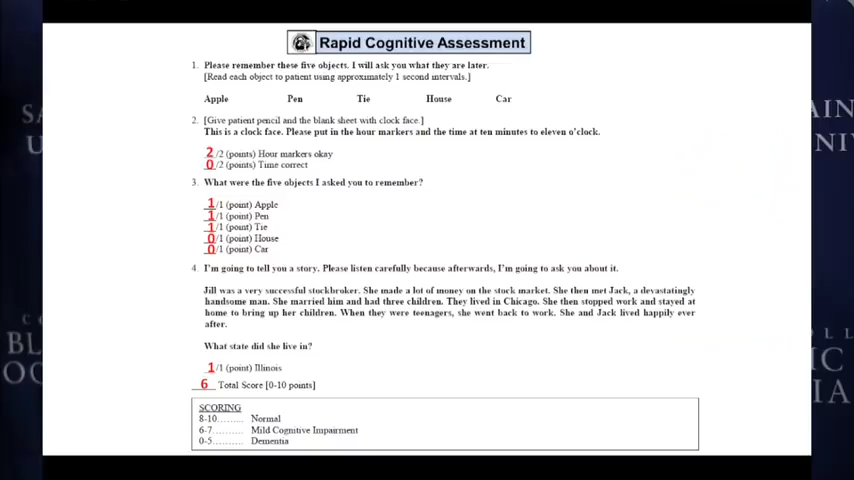 Rapid Cognitive Assessment
1. Please remember these five objects. I will ask you what they are later.
[Read each object to patient using approximately 1 second intervals.]
Apple Pen Tie House Car
2. [Give patient pencil and the blank sheet with clock face.]
This is a clock face. Please put in the hour markers and the time at ten minutes to eleven o'clock.
2/2 (points) Hour markers okay
0/2 (points) Time correct
3. What were the five objects I asked you to remember?
1/1 (point) Apple
1/1 (point) Pen
1/1 (point) Tie
0/1 (point) House
0/1 (point) Car
4. I'm going to tell you a story. Please listen carefully because afterwards, I'm going to ask you about it.
Jill was a very successful stockbroker. She made a lot of money on the stock market. She then met Jack, a devastatingly
handsome man. She married him and had three children. They lived in Chicago. She then stopped work and stayed at
home to bring up her children. When they were teenagers, she went back to work. She and Jack lived happily ever
after.
What state did she live in?
1/1 (point) Illinois
6 Total Score [0-10 points]
SCORING
8-10......... Normal
6-7.......... Mild Cognitive Impairment
0-5.......... Dementia